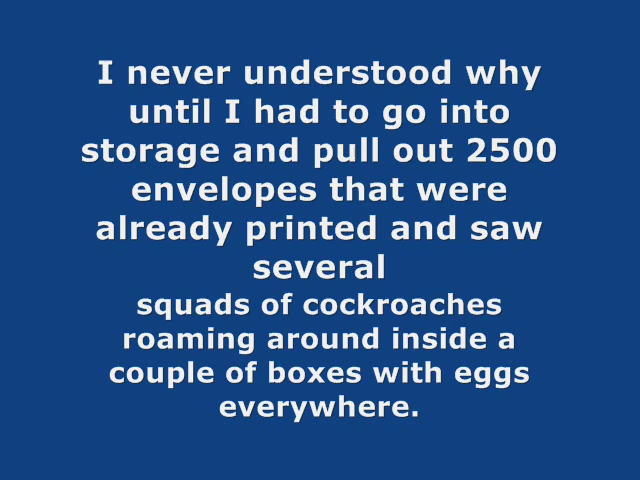 I never understood why
until I had to go into
storage and pull out 2500
envelopes that were
already printed and saw
several
squads of cockroaches
roaming around inside a
couple of boxes with eggs
everywhere.